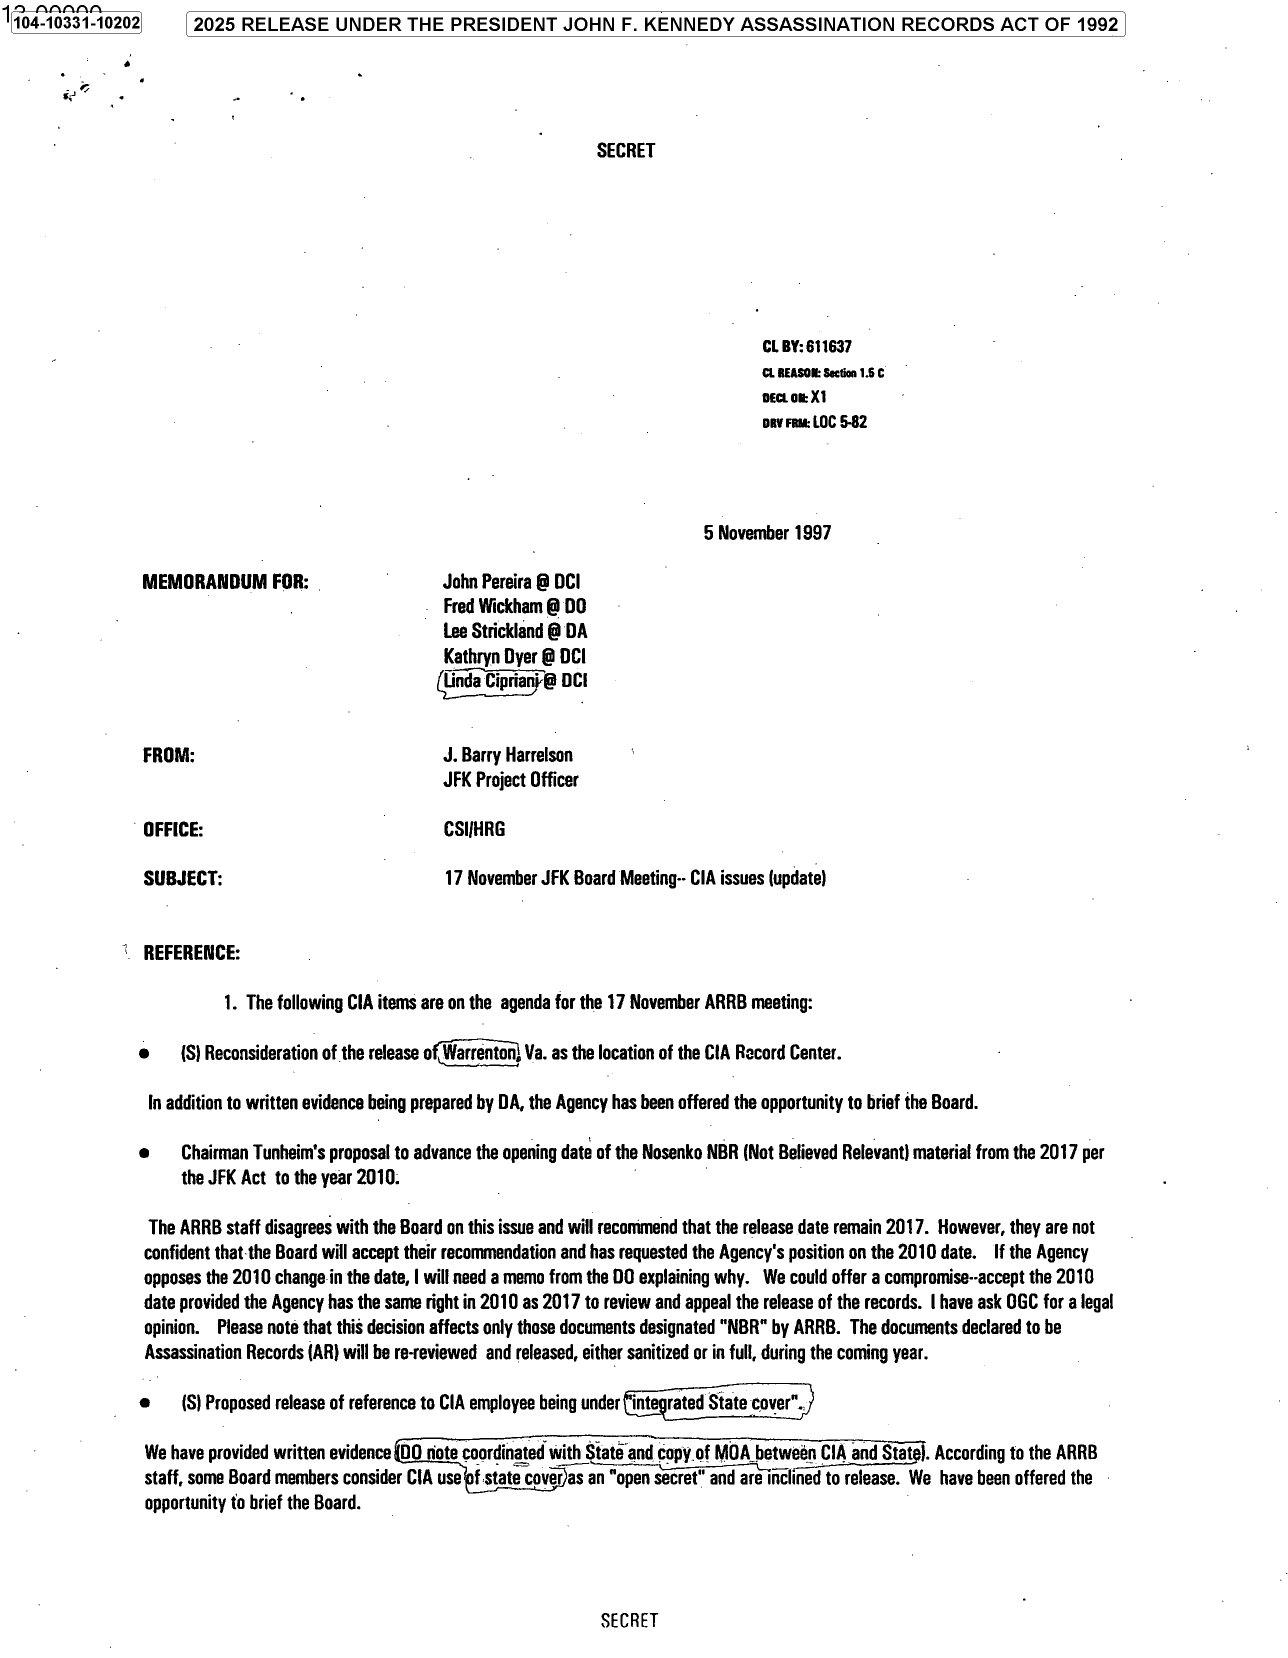 104-10331-10202
2025 RELEASE UNDER THE PRESIDENT JOHN F. KENNEDY ASSASSINATION RECORDS ACT OF 1992
SECRET
CL BY: 611637
CL REASON: Section 1.5 C
DECL ON: X1
DRV FRM: LOC 5-82
5 November 1997
MEMORANDUM FOR: John Pereira @ DCI
Fred Wickham @ DO
Lee Strickland @ DA
Kathryn Dyer @ DCI
Linda Cipriani @ DCI
FROM: J. Barry Harrelson
JFK Project Officer
OFFICE: CSI/HRG
SUBJECT: 17 November JFK Board Meeting-- CIA issues (update)
REFERENCE:
1. The following CIA items are on the agenda for the 17 November ARRB meeting:
● (S) Reconsideration of the release of Warrenton, Va. as the location of the CIA Record Center.
In addition to written evidence being prepared by DA, the Agency has been offered the opportunity to brief the Board.
● Chairman Tunheim's proposal to advance the opening date of the Nosenko NBR (Not Believed Relevant) material from the 2017 per
the JFK Act to the year 2010.
The ARRB staff disagrees with the Board on this issue and will recommend that the release date remain 2017. However, they are not
confident that the Board will accept their recommendation and has requested the Agency's position on the 2010 date. If the Agency
opposes the 2010 change in the date, I will need a memo from the DO explaining why. We could offer a compromise--accept the 2010
date provided the Agency has the same right in 2010 as 2017 to review and appeal the release of the records. I have ask OGC for a legal
opinion. Please note that this decision affects only those documents designated "NBR" by ARRB. The documents declared to be
Assassination Records (AR) will be re-reviewed and released, either sanitized or in full, during the coming year.
● (S) Proposed release of reference to CIA employee being under "integrated State cover".
We have provided written evidence (DO note coordinated with State and copy of MOA between CIA and State). According to the ARRB
staff, some Board members consider CIA use of state cover as an "open secret" and are inclined to release. We have been offered the
opportunity to brief the Board.
SECRET